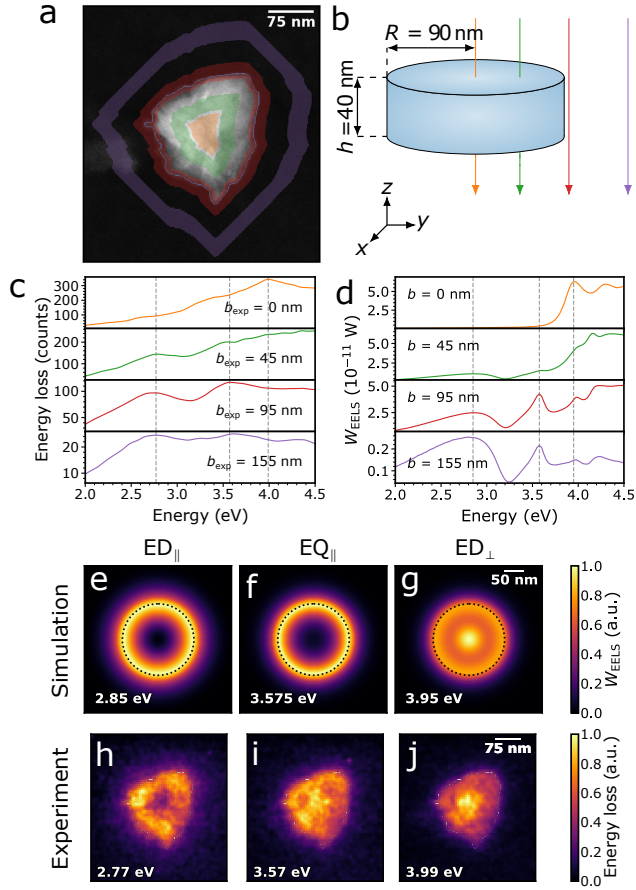 a
75 nm
b
R = 90 nm
h = 40 nm
z
y
x
c
Energy loss (counts)
300
200
100
b_exp = 0 nm
200
100
b_exp = 45 nm
100
50
b_exp = 95 nm
20
10
b_exp = 155 nm
2.0 2.5 3.0 3.5 4.0 4.5
Energy (eV)
d
W_EELS (10⁻¹¹ W)
5.0
2.5
b = 0 nm
5.0
2.5
b = 45 nm
5.0
2.5
b = 95 nm
0.2
0.1
b = 155 nm
2.0 2.5 3.0 3.5 4.0 4.5
Energy (eV)
ED∥ EQ∥ ED⊥
Simulation
e
2.85 eV
f
3.575 eV
g
50 nm
3.95 eV
1.0
0.8
0.6
0.4
0.2
0.0
W_EELS (a.u.)
Experiment
h
2.77 eV
i
3.57 eV
j
75 nm
3.99 eV
1.0
0.8
0.6
0.4
0.2
0.0
Energy loss (a.u.)